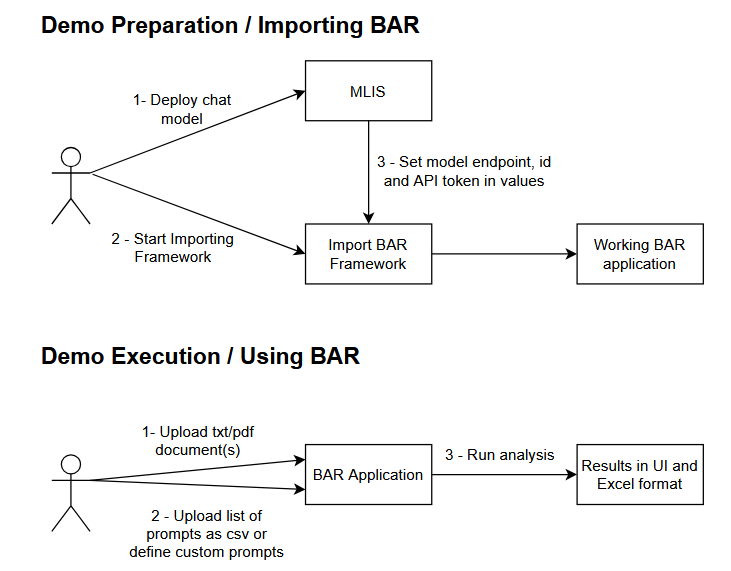 Demo Preparation / Importing BAR
1- Deploy chat
model
MLIS
3 - Set model endpoint, id
and API token in values
2 - Start Importing
Framework
Import BAR
Framework
Working BAR
application
Demo Execution / Using BAR
1- Upload txt/pdf
document(s)
BAR Application
3 - Run analysis
Results in UI and
Excel format
2 - Upload list of
prompts as csv or
define custom prompts